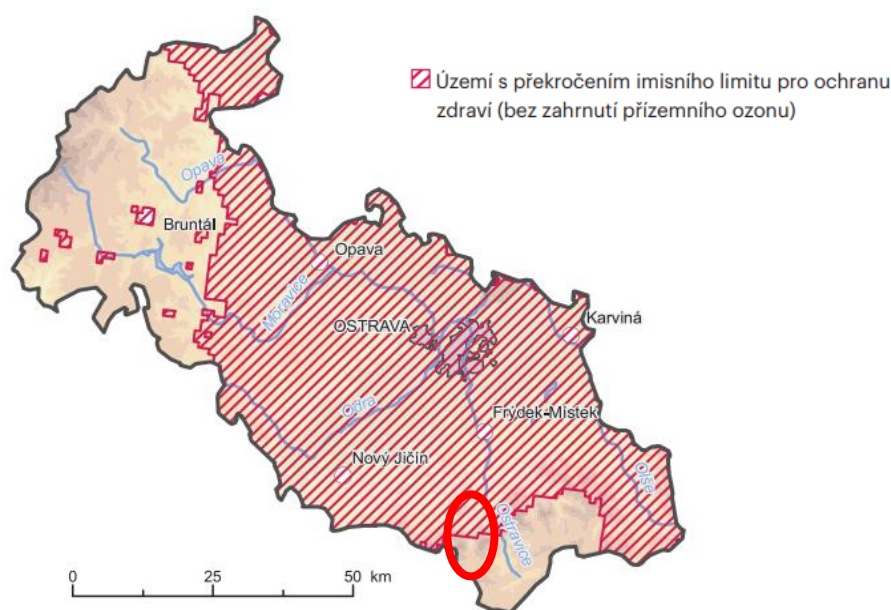 Území s překročením imisního limitu pro ochranu
zdraví (bez zahrnutí přízemního ozonu)
Opava
Bruntál
Opava
Moravice
OSTRAVA
Karviná
Odra
Frýdek-Místek
Nový Jičín
Olše
Ostravice
0 25 50 km